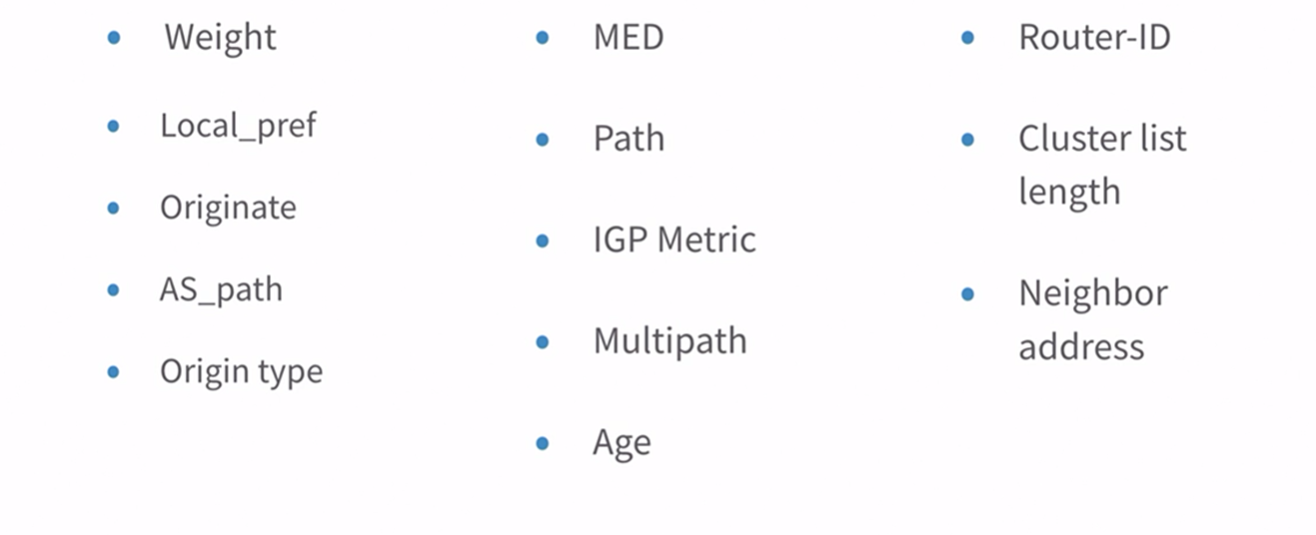 Weight
Local_pref
Originate
AS_path
Origin type
MED
Path
IGP Metric
Multipath
Age
Router-ID
Cluster list
length
Neighbor
address